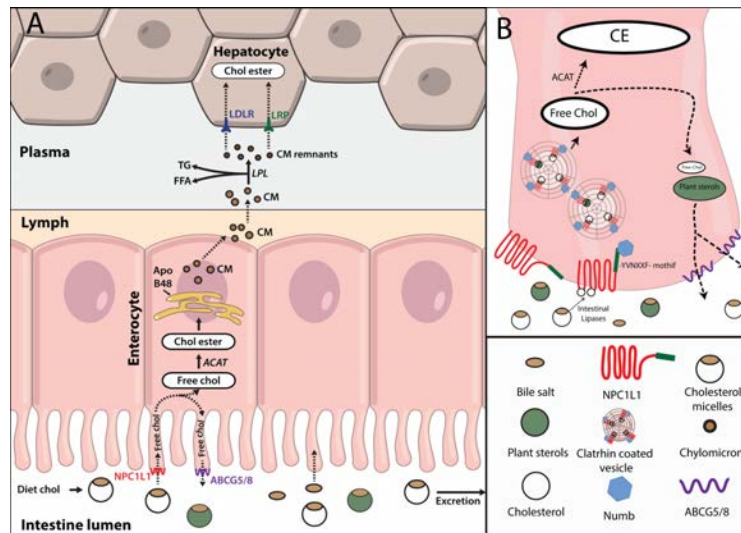 A
Hepatocyte
Chol ester
LDLR
LRP
Plasma
CM remnants
TG
FFA
LPL
CM
Lymph
CM
Apo
B48
CM
Enterocyte
Chol ester
ACAT
Free chol
Free chol
Free chol
NPC1L1
ABCG5/8
Diet chol
Excretion
Intestine lumen
B
CE
ACAT
Free Chol
Free Chol
Plant sterols
-YVNXXF- mothif
Intestinal
Lipases
Bile salt
NPC1L1
Cholesterol
micelles
Plant sterols
Clatrhin coated
vesicle
Chylomicron
Cholesterol
Numb
ABCG5/8